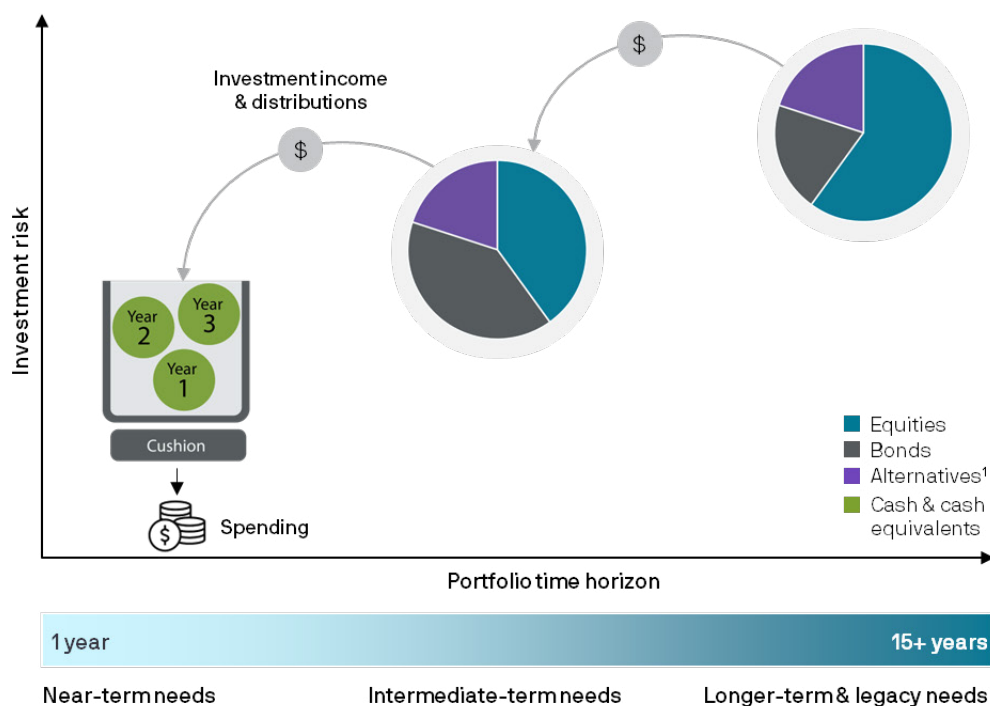 Investment risk
Investment income
& distributions
$
$
Year
2
Year
3
Year
1
Cushion
$
Spending
Equities
Bonds
Alternatives¹
Cash & cash
equivalents
Portfolio time horizon
1 year
15+ years
Near-term needs
Intermediate-term needs
Longer-term & legacy needs